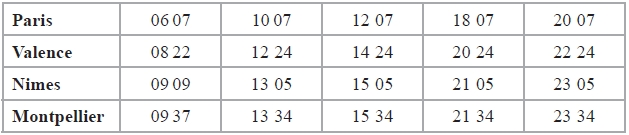 Paris 06 07 10 07 12 07 18 07 20 07
Valence 08 22 12 24 14 24 20 24 22 24
Nimes 09 09 13 05 15 05 21 05 23 05
Montpellier 09 37 13 34 15 34 21 34 23 34